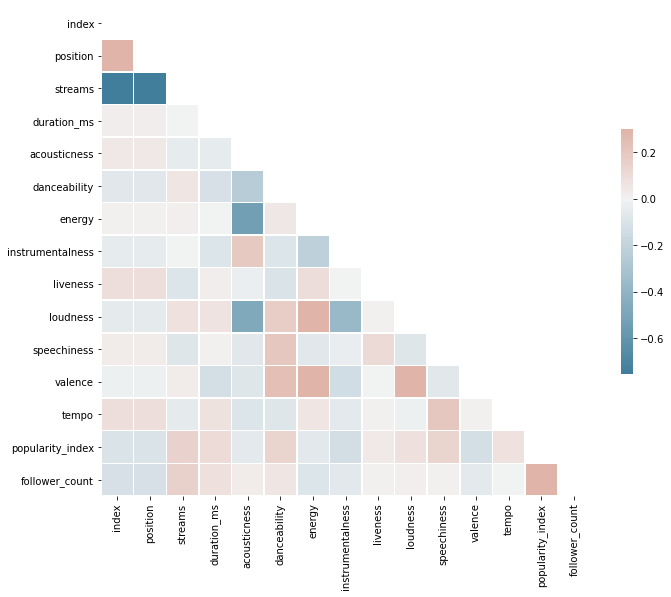 index
position
streams
duration_ms
acousticness
danceability
energy
instrumentalness
liveness
loudness
speechiness
valence
tempo
popularity_index
follower_count
0.2
0.0
−0.2
−0.4
−0.6
index
position
streams
duration_ms
acousticness
danceability
energy
instrumentalness
liveness
loudness
speechiness
valence
tempo
popularity_index
follower_count